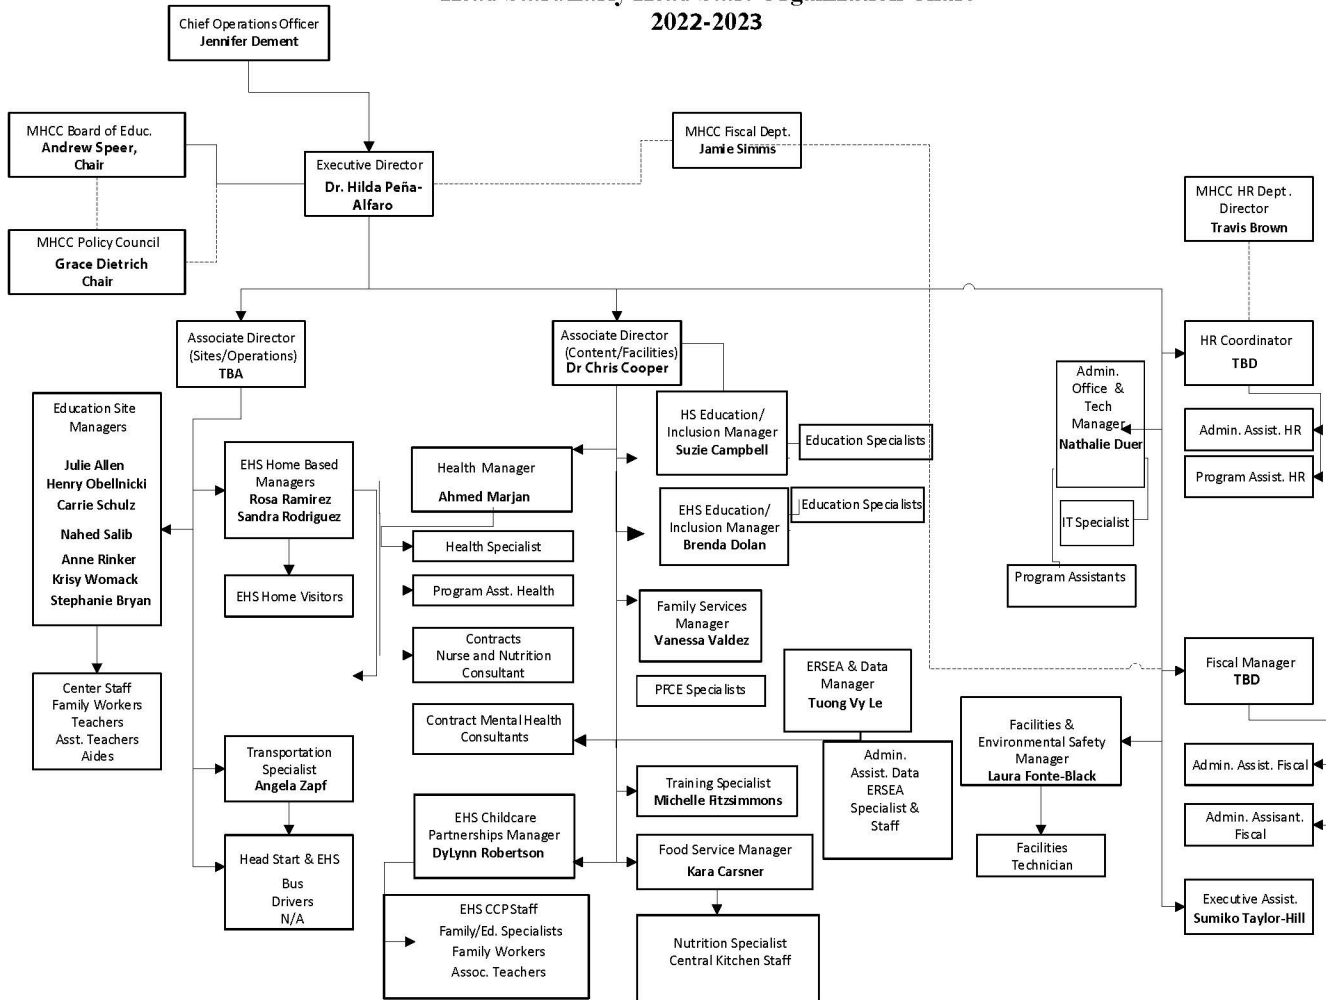 2022-2023
Chief Operations Officer
Jennifer Dement
MHCC Board of Educ.
Andrew Speer,
Chair
MHCC Policy Council
Grace Dietrich
Chair
Executive Director
Dr. Hilda Peña-
Alfaro
MHCC Fiscal Dept.
Jamie Simms
MHCC HR Dept .
Director
Travis Brown
Associate Director
(Sites/Operations)
TBA
Associate Director
(Content/Facilities)
Dr Chris Cooper
HR Coordinator
TBD
Admin. Assist. HR
Program Assist. HR
Admin.
Office &
Tech
Manager
Nathalie Duer
IT Specialist
Program Assistants
Education Site
Managers
Julie Allen
Henry Obellnicki
Carrie Schulz
Nahed Salib
Anne Rinker
Krisy Womack
Stephanie Bryan
Center Staff
Family Workers
Teachers
Asst. Teachers
Aides
EHS Home Based
Managers
Rosa Ramirez
Sandra Rodriguez
EHS Home Visitors
Transportation
Specialist
Angela Zapf
Head Start & EHS
Bus
Drivers
N/A
Health Manager
Ahmed Marjan
Health Specialist
Program Asst. Health
Contracts
Nurse and Nutrition
Consultant
Contract Mental Health
Consultants
EHS Childcare
Partnerships Manager
DyLynn Robertson
EHS CCP Staff
Family/Ed. Specialists
Family Workers
Assoc. Teachers
HS Education/
Inclusion Manager
Suzie Campbell
Education Specialists
EHS Education/
Inclusion Manager
Brenda Dolan
Education Specialists
Family Services
Manager
Vanessa Valdez
PFCE Specialists
ERSEA & Data
Manager
Tuong Vy Le
Admin.
Assist. Data
ERSEA
Specialist &
Staff
Training Specialist
Michelle Fitzsimmons
Food Service Manager
Kara Carsner
Nutrition Specialist
Central Kitchen Staff
Facilities &
Environmental Safety
Manager
Laura Fonte-Black
Facilities
Technician
Fiscal Manager
TBD
Admin. Assist. Fiscal
Admin. Assisant.
Fiscal
Executive Assist.
Sumiko Taylor-Hill